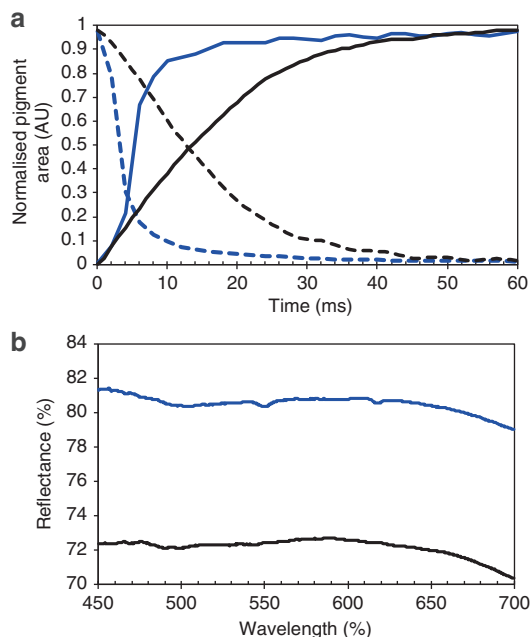 a
Normalised pigment
area (AU)
1
0.9
0.8
0.7
0.6
0.5
0.4
0.3
0.2
0.1
0
0 10 20 30 40 50 60
Time (ms)
b
Reflectance (%)
84
82
80
78
76
74
72
70
450 500 550 600 650 700
Wavelength (%)